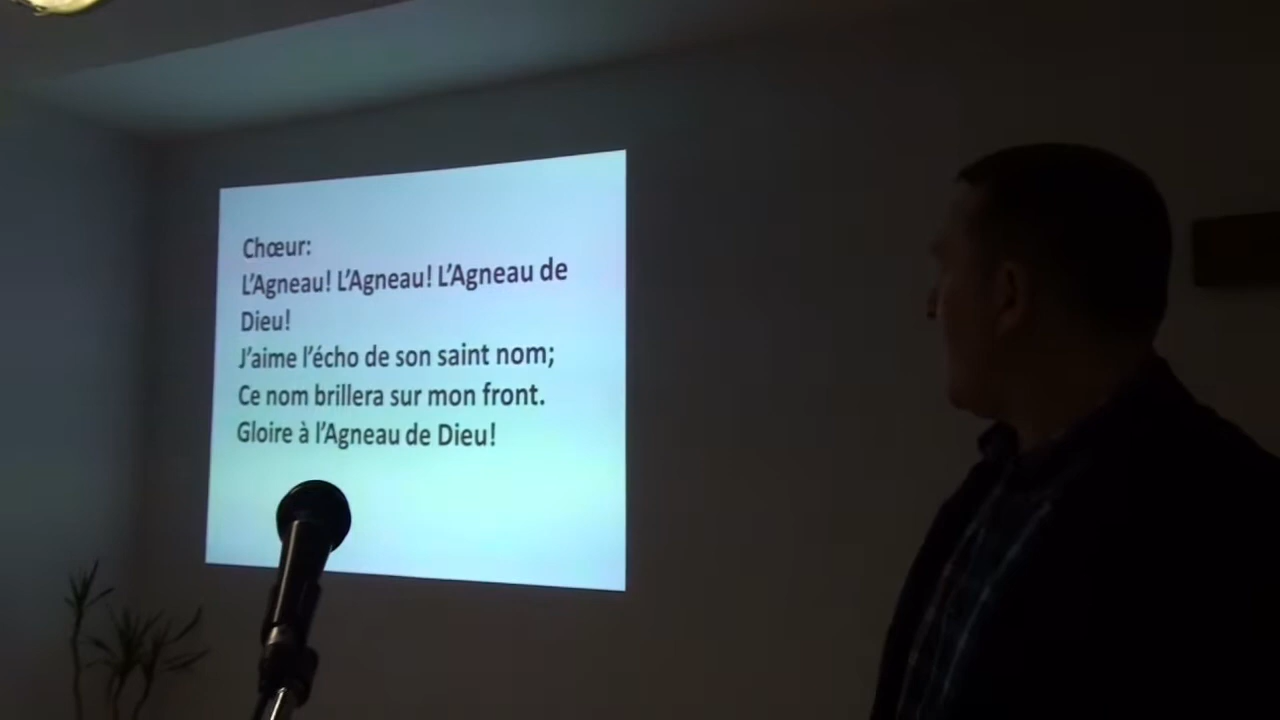 Chœur:
L’Agneau! L’Agneau! L’Agneau de
Dieu!
J’aime l’écho de son saint nom;
Ce nom brillera sur mon front.
Gloire à l’Agneau de Dieu!